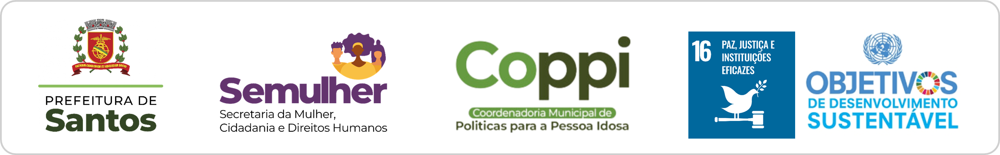 PATRIAM CHARITATEM ET LIBERTATEM DOCUI
PREFEITURA DE
Santos
Semulher
Secretaria da Mulher,
Cidadania e Direitos Humanos
Coppi
Coordenadoria Municipal de
Politicas para a Pessoa Idosa
16
PAZ, JUSTIÇA E
INSTITUIÇÕES
EFICAZES
OBJETIVOS
DE DESENVOLVIMENTO
SUSTENTÁVEL